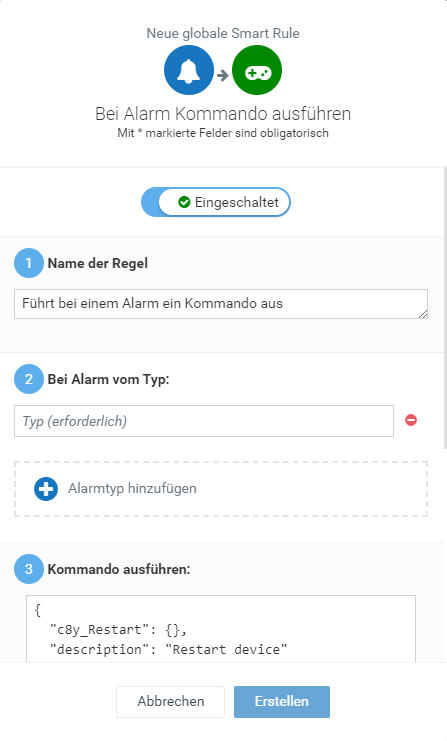 Neue globale Smart Rule
Bei Alarm Kommando ausführen
Mit * markierte Felder sind obligatorisch
Eingeschaltet
1 Name der Regel
Führt bei einem Alarm ein Kommando aus
2 Bei Alarm vom Typ:
Typ (erforderlich)
Alarmtyp hinzufügen
3 Kommando ausführen:
{
"c8y_Restart": {},
"description": "Restart device"
Abbrechen Erstellen